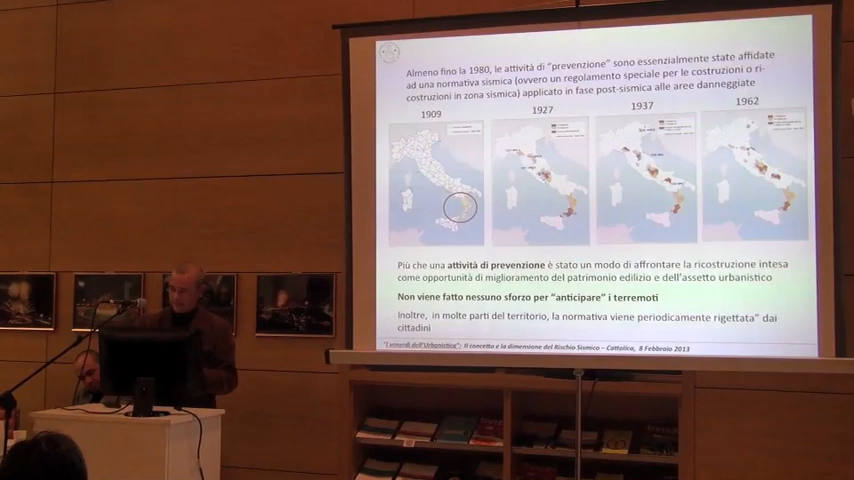 Almeno fino la 1980, le attività di "prevenzione" sono essenzialmente state affidate
ad una normativa sismica (ovvero un regolamento speciale per le costruzioni o ri-
costruzioni in zona sismica) applicato in fase post-sismica alle aree danneggiate
1909 1927 1937 1962
Più che una attività di prevenzione è stato un modo di affrontare la ricostruzione intesa
come opportunità di miglioramento del patrimonio edilizio e dell'assetto urbanistico
Non viene fatto nessuno sforzo per "anticipare" i terremoti
Inoltre, in molte parti del territorio, la normativa viene periodicamente rigettata" dai
cittadini
"I venerdì dell'Urbanistica": Il concetto e la dimensione del Rischio Sismico – Cattolica, 8 Febbraio 2013